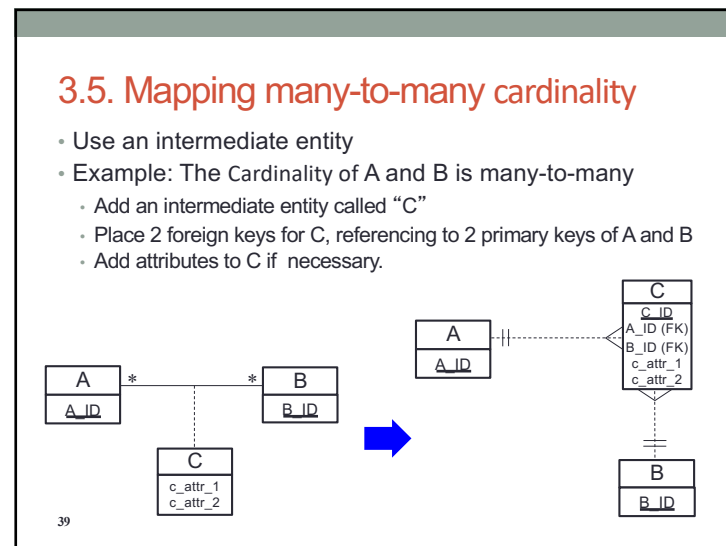 3.5. Mapping many-to-many cardinality
• Use an intermediate entity
• Example: The Cardinality of A and B is many-to-many
• Add an intermediate entity called “C”
• Place 2 foreign keys for C, referencing to 2 primary keys of A and B
• Add attributes to C if necessary.
A
A_ID
*
*
B
B_ID
C
c_attr_1
c_attr_2
A
A_ID
C
C_ID
A_ID (FK)
B_ID (FK)
c_attr_1
c_attr_2
B
B_ID
39